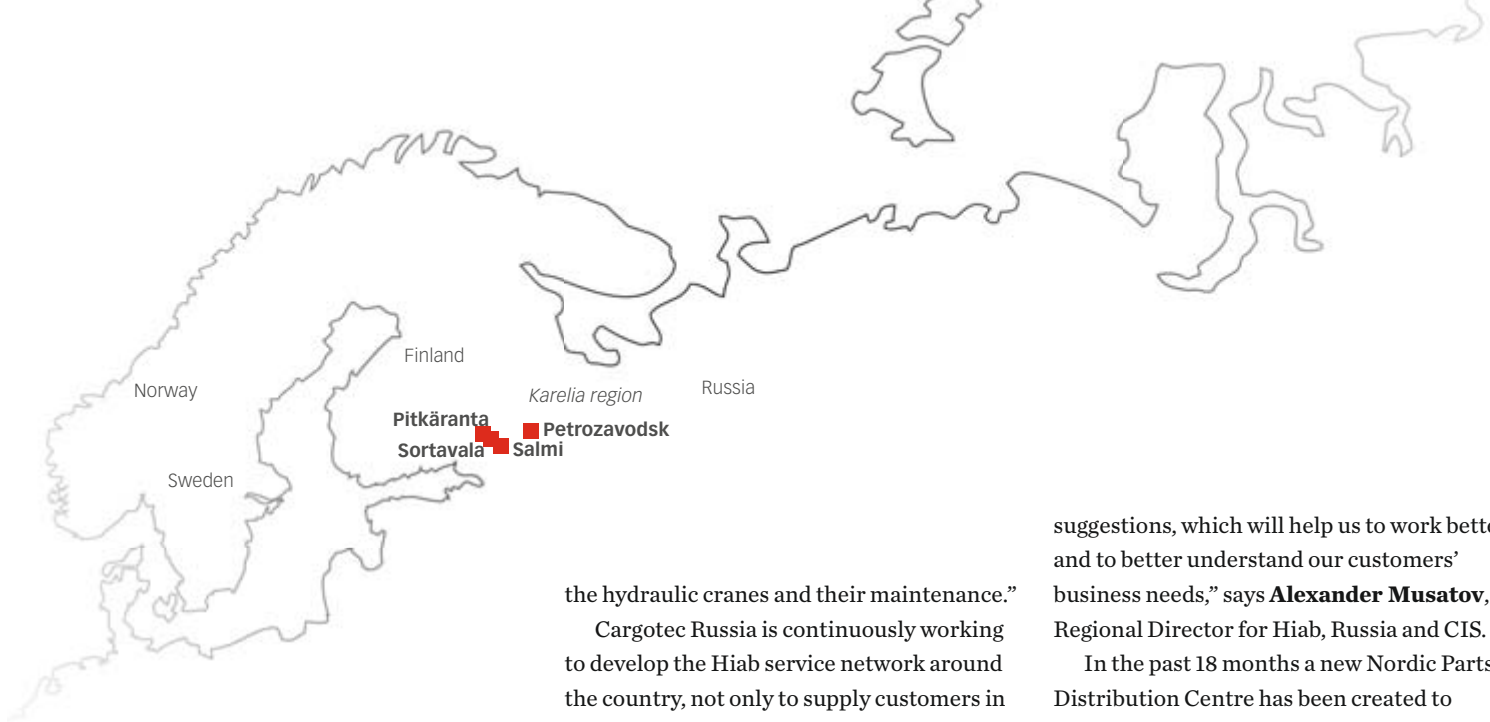 Finland
Norway
Karelia region
Russia
Pitkäranta
Petrozavodsk
Sortavala
Salmi
Sweden
the hydraulic cranes and their maintenance.”
Cargotec Russia is continuously working
to develop the Hiab service network around
the country, not only to supply customers in
suggestions, which will help us to work
and to better understand our customers’
business needs,” says Alexander Musatov,
Regional Director for Hiab, Russia and CIS.
In the past 18 months a new Nordic Parts
Distribution Centre has been created to